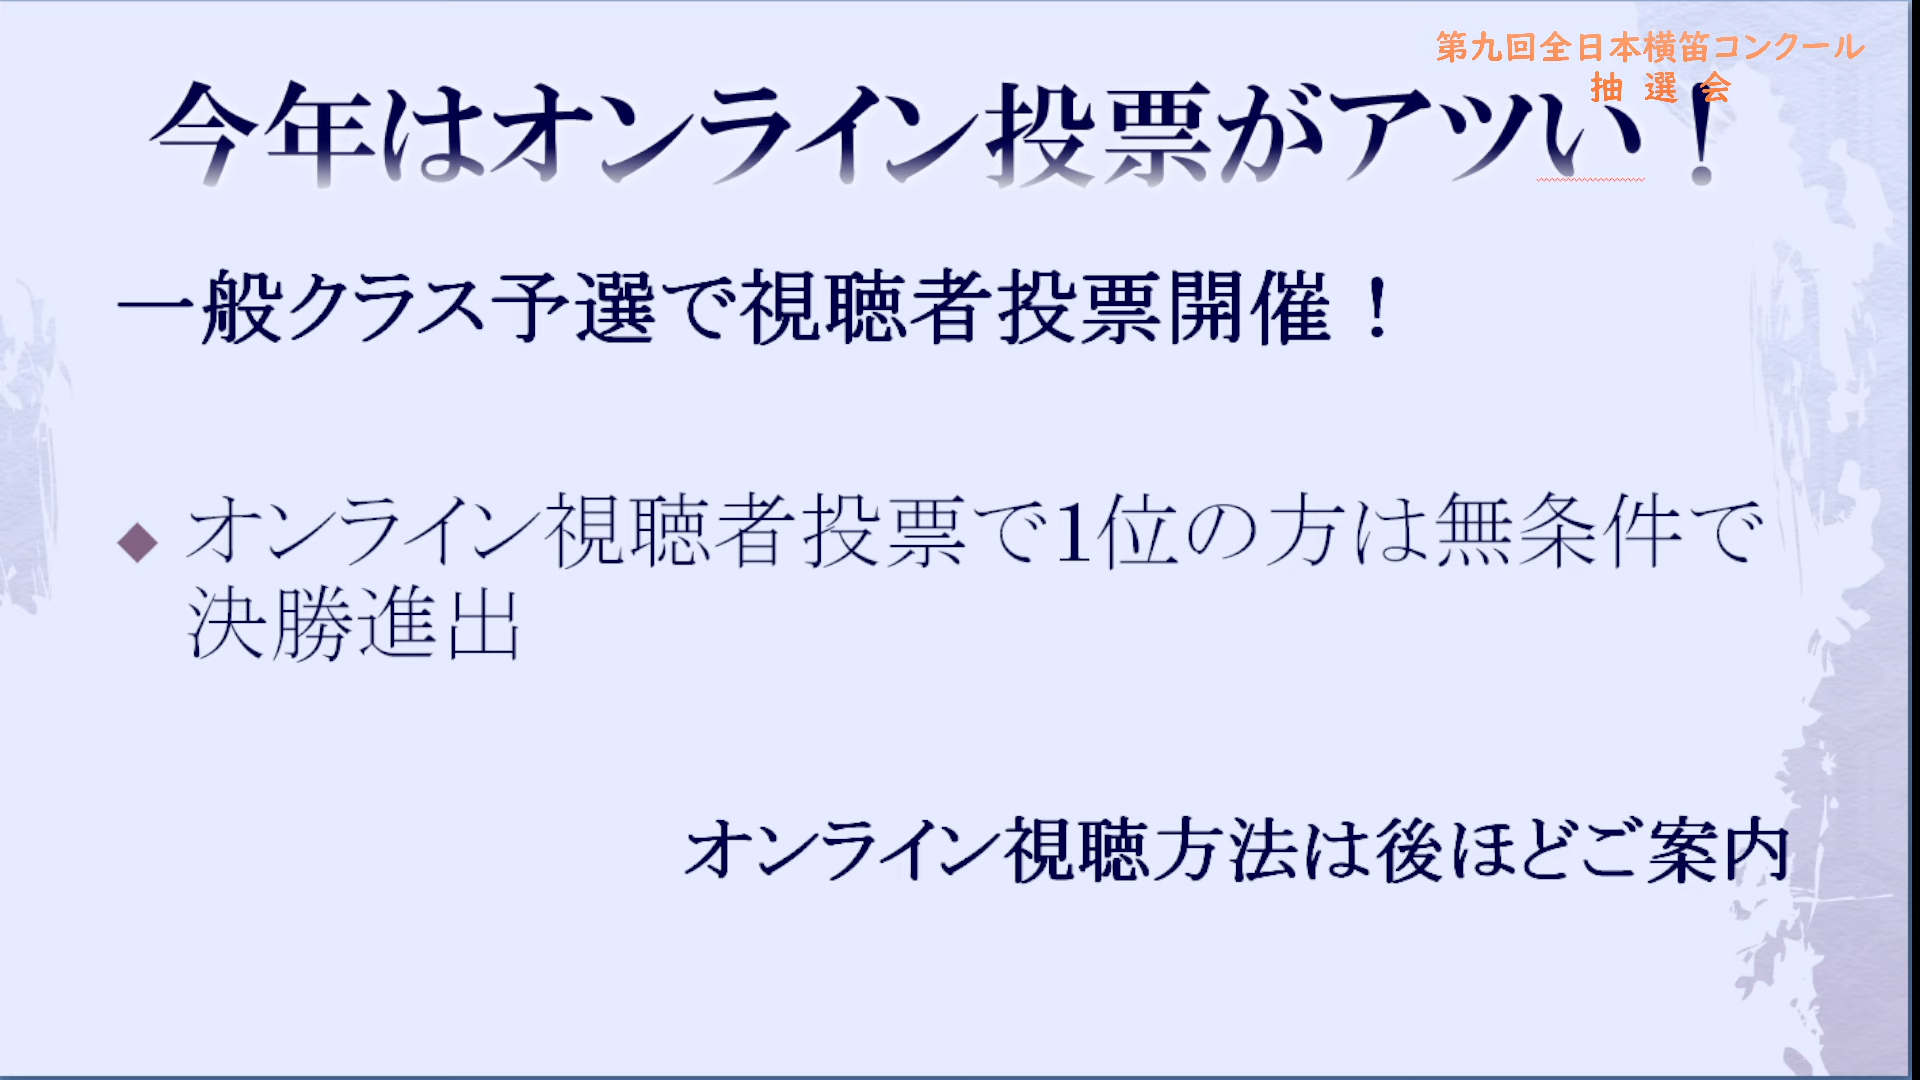 第九回全日本横笛コンクール
抽選会
今年はオンライン投票がアツい！
一般クラス予選で視聴者投票開催！
オンライン視聴者投票で1位の方は無条件で
決勝進出
オンライン視聴方法は後ほどご案内